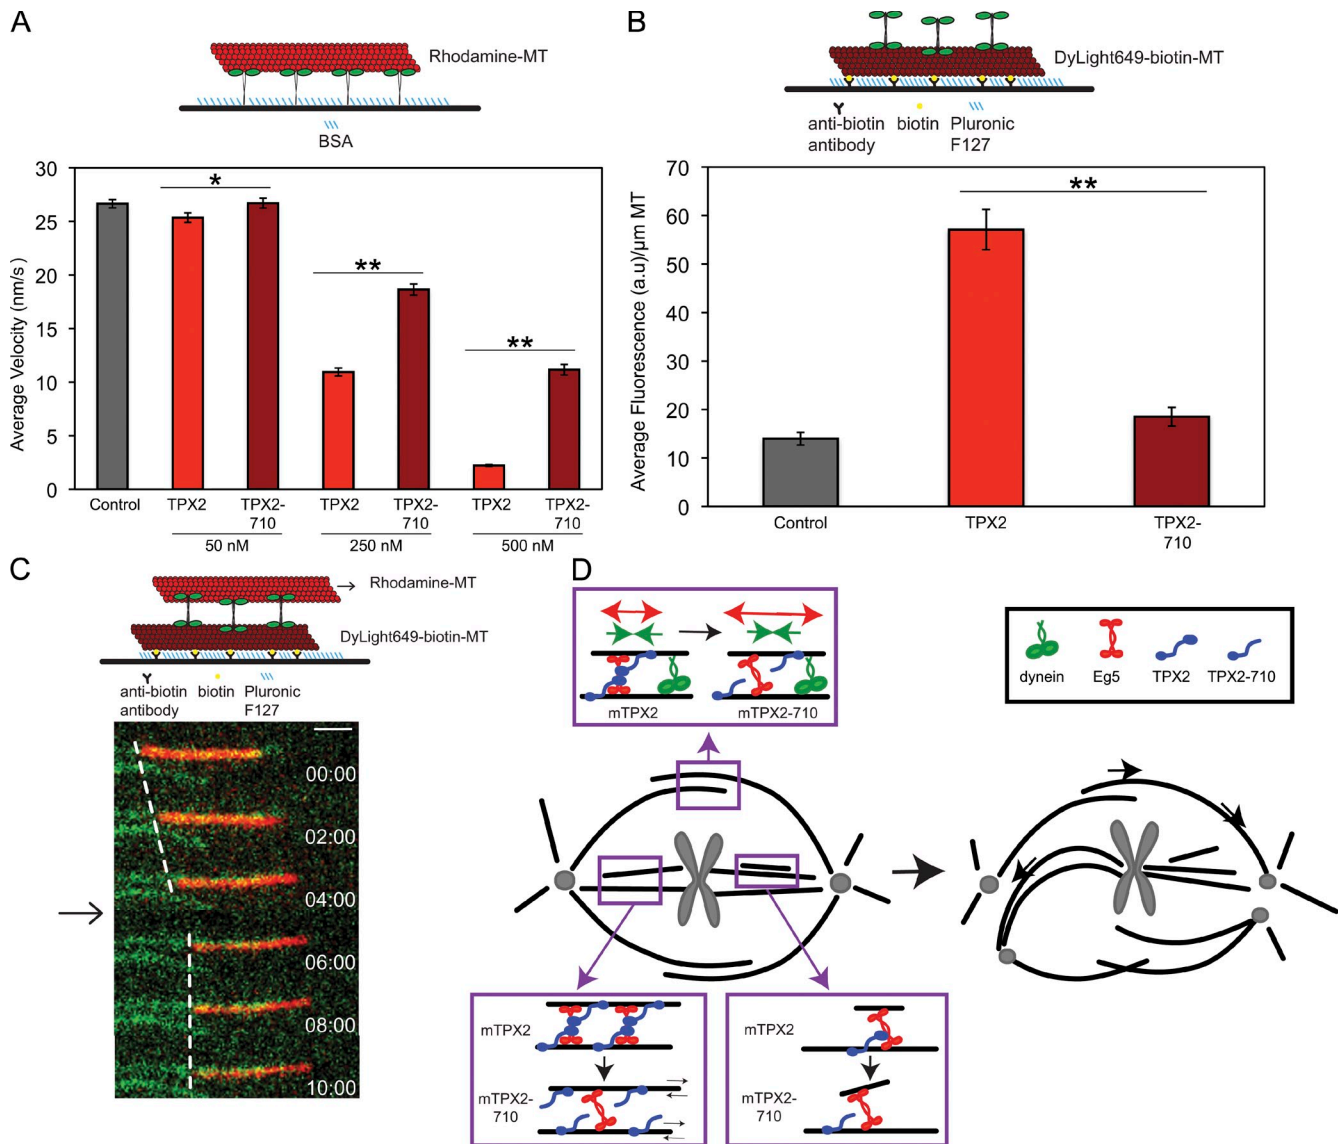 A
Rhodamine-MT
BSA
Average Velocity (nm/s)
30
25
20
15
10
5
0
*
**
**
Control
TPX2
TPX2-
710
TPX2
TPX2-
710
TPX2
TPX2-
710
50 nM
250 nM
500 nM
B
DyLight649-biotin-MT
anti-biotin
antibody
biotin
Pluronic
F127
Average Fluorescence (a.u)/µm MT
70
60
50
40
30
20
10
0
**
Control
TPX2
TPX2-
710
C
Rhodamine-MT
DyLight649-biotin-MT
anti-biotin
antibody
biotin
Pluronic
F127
00:00
02:00
04:00
06:00
08:00
10:00
D
mTPX2
mTPX2-710
dynein
Eg5
TPX2
TPX2-710
mTPX2
mTPX2-
710
mTPX2
mTPX2-
710